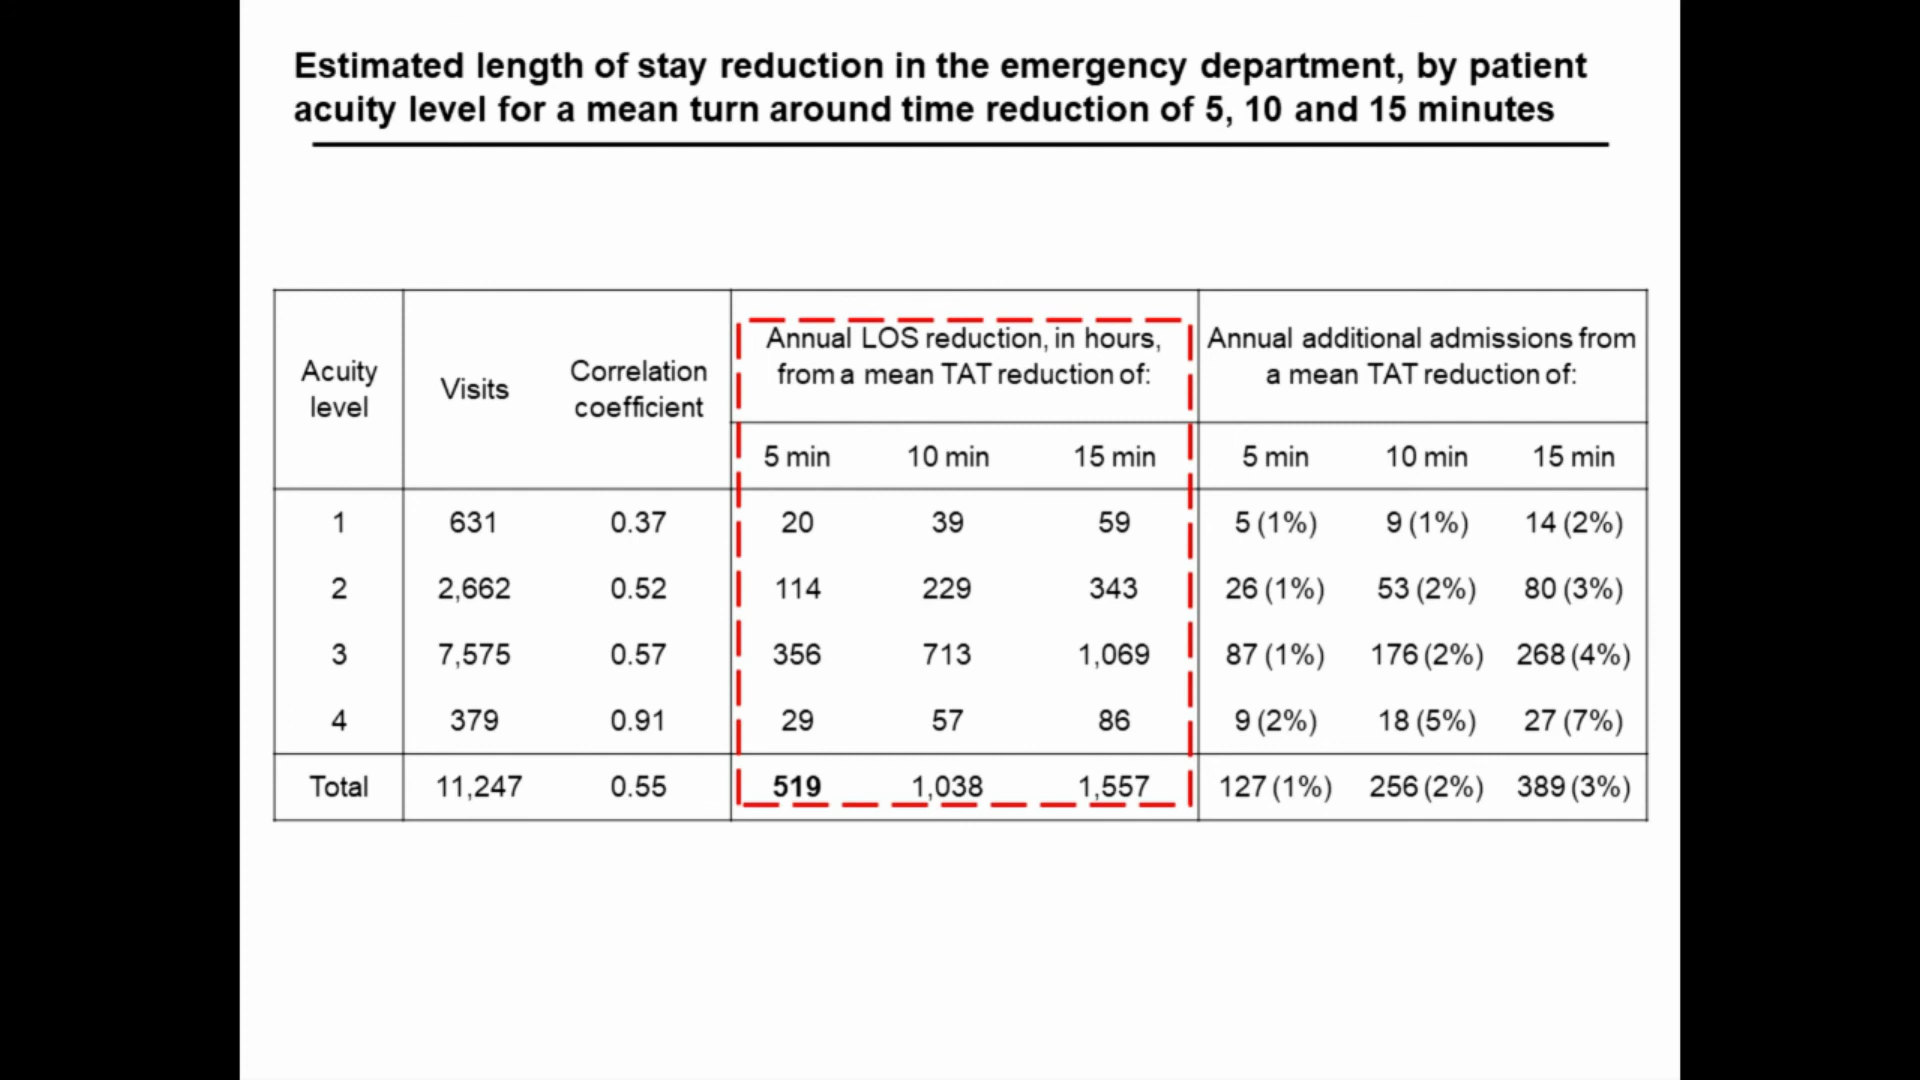 Estimated length of stay reduction in the emergency department, by patient
acuity level for a mean turn around time reduction of 5, 10 and 15 minutes
Acuity level Visits Correlation coefficient Annual LOS reduction, in hours, from a mean TAT reduction of: Annual additional admissions from a mean TAT reduction of:
5 min 10 min 15 min 5 min 10 min 15 min
1 631 0.37 20 39 59 5 (1%) 9 (1%) 14 (2%)
2 2,662 0.52 114 229 343 26 (1%) 53 (2%) 80 (3%)
3 7,575 0.57 356 713 1,069 87 (1%) 176 (2%) 268 (4%)
4 379 0.91 29 57 86 9 (2%) 18 (5%) 27 (7%)
Total 11,247 0.55 519 1,038 1,557 127 (1%) 256 (2%) 389 (3%)